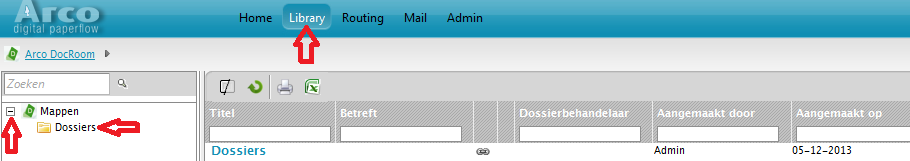 Arco
digital paperflow
Home Library Routing Mail Admin
Arco DocRoom
Zoeken
Mappen
Dossiers
Titel Betreft Dossierbehandelaar Aangemaakt door Aangemaakt op
Dossiers Admin 05-12-2013